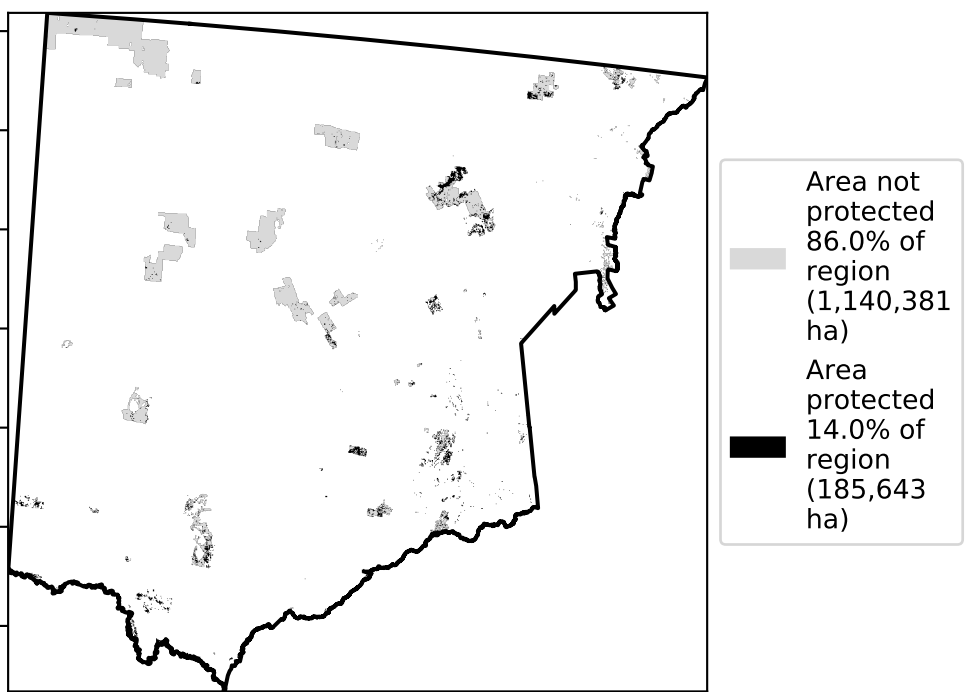 Area not
protected
86.0% of
region
(1,140,381
ha)
Area
protected
14.0% of
region
(185,643
ha)